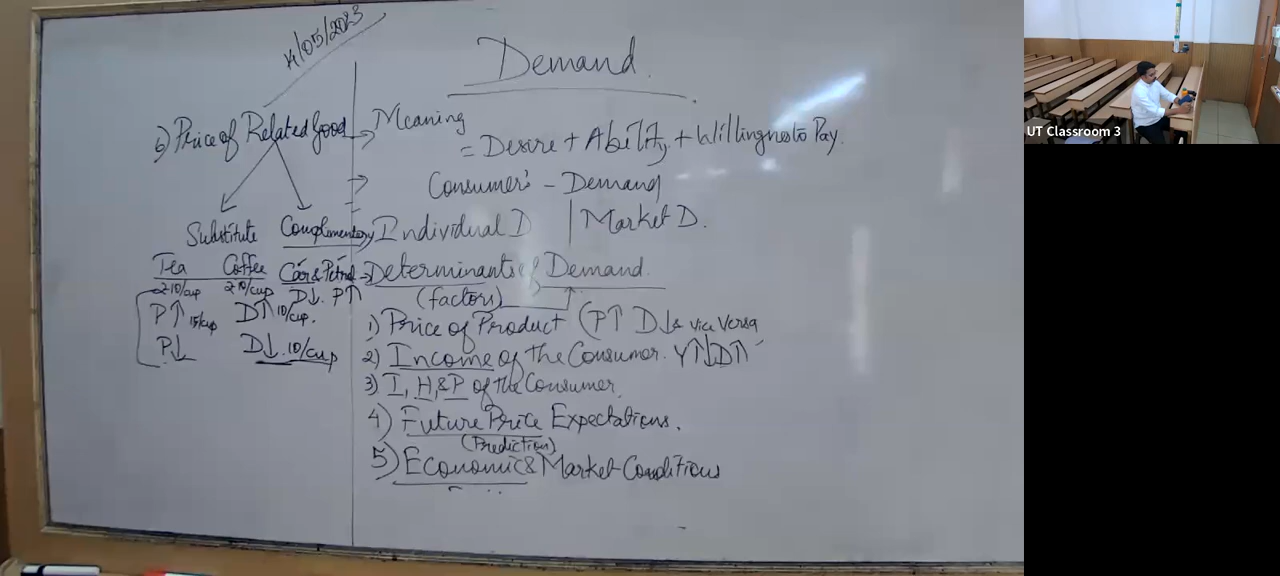 14/05/2023
Demand.
→ Meaning
= Desire + Ability + Willingness to Pay.
→ Consumer's - Demand
Individual D | Market D.
→ Determinants of Demand.
(factors)
1) Price of Product (P↑ D↓ & vice versa
2) Income of the Consumer. Y↑↓D↑
3) I, H, & P of the Consumer.
4) Future Price Expectations.
(Prediction)
5) Economic & Market Conditions
6) Price of Related Good
Substitute Complimentary
Tea Coffee Car & Petrol
10/cup 10/cup D↓ P↑
P↑ 15/cup D↑ 10/cup.
P↓ D↓ 10/cup
UT Classroom 3